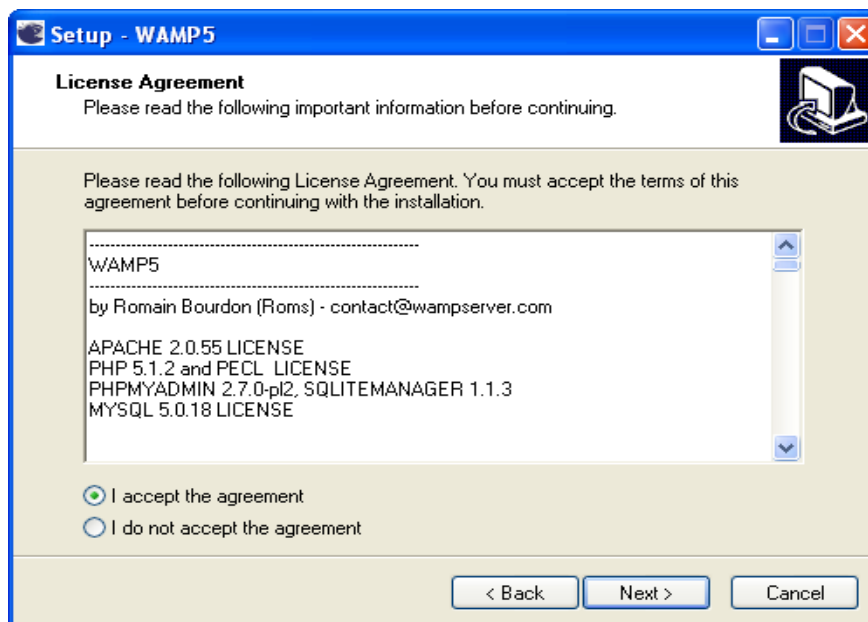 Setup - WAMP5
License Agreement
Please read the following important information before continuing.
Please read the following License Agreement. You must accept the terms of this
agreement before continuing with the installation.
---------------------------------------------------------------
WAMP5
---------------------------------------------------------------
by Romain Bourdon (Roms) - contact@wampserver.com
APACHE 2.0.55 LICENSE
PHP 5.1.2 and PECL  LICENSE
PHPMYADMIN 2.7.0-pl2, SQLITEMANAGER 1.1.3
MYSQL 5.0.18 LICENSE
I accept the agreement
I do not accept the agreement
< Back Next > Cancel